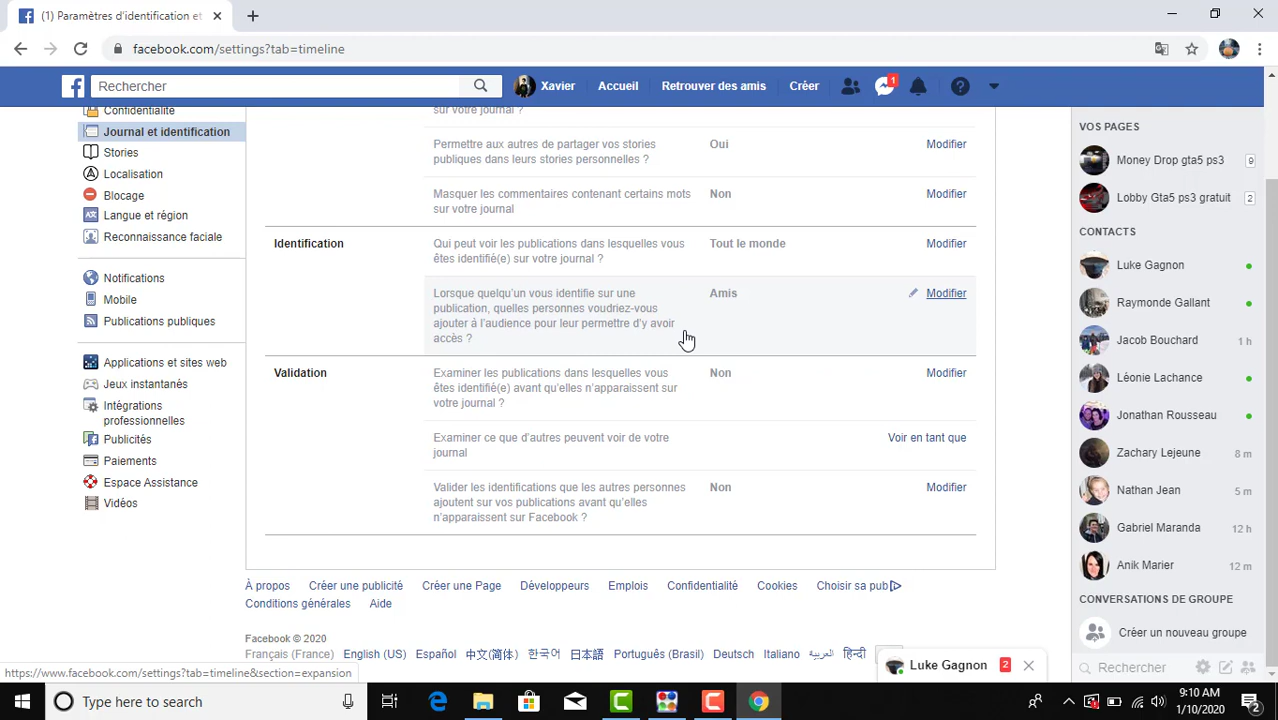 (1) Paramètres d'identification et
facebook.com/settings?tab=timeline
Rechercher
Xavier
Accueil
Retrouver des amis
Créer
1
Confidentialité
Journal et identification
Stories
Localisation
Blocage
Langue et région
Reconnaissance faciale
Notifications
Mobile
Publications publiques
Applications et sites web
Jeux instantanés
Intégrations
professionnelles
Publicités
Paiements
Espace Assistance
Vidéos
sur votre journal ?
Permettre aux autres de partager vos stories
publiques dans leurs stories personnelles ?
Oui
Modifier
Masquer les commentaires contenant certains mots
sur votre journal
Non
Modifier
Identification
Qui peut voir les publications dans lesquelles vous
êtes identifié(e) sur votre journal ?
Tout le monde
Modifier
Lorsque quelqu'un vous identifie sur une
publication, quelles personnes voudriez-vous
ajouter à l'audience pour leur permettre d'y avoir
accès ?
Amis
Modifier
Validation
Examiner les publications dans lesquelles vous
êtes identifié(e) avant qu'elles n'apparaissent sur
votre journal ?
Non
Modifier
Examiner ce que d'autres peuvent voir de votre
journal
Voir en tant que
Valider les identifications que les autres personnes
ajoutent sur vos publications avant qu'elles
n'apparaissent sur Facebook ?
Non
Modifier
À propos
Créer une publicité
Créer une Page
Développeurs
Emplois
Confidentialité
Cookies
Choisir sa pub
Conditions générales
Aide
Facebook © 2020
Français (France)
English (US)
Español
中文(简体)
한국어
日本語
Português (Brasil)
Deutsch
Italiano
العربية
हिन्दी
VOS PAGES
Money Drop gta5 ps3
9
Lobby Gta5 ps3 gratuit
2
CONTACTS
Luke Gagnon
Raymonde Gallant
Jacob Bouchard
1 h
Léonie Lachance
Jonathan Rousseau
Zachary Lejeune
8 m
Nathan Jean
5 m
Gabriel Maranda
12 h
Anik Marier
12 m
CONVERSATIONS DE GROUPE
Créer un nouveau groupe
Rechercher
Luke Gagnon
2
https://www.facebook.com/settings?tab=timeline&section=expansion
Type here to search
9:10 AM
1/10/2020
2